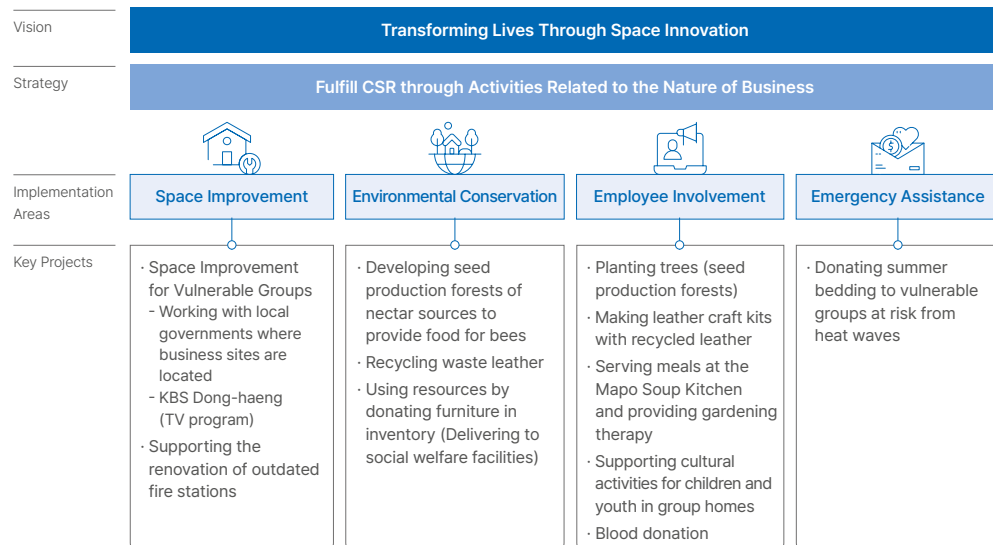 Vision
Transforming Lives Through Space Innovation
Strategy
Fulfill CSR through Activities Related to the Nature of Business
Implementation
Areas
Space Improvement
Environmental Conservation
Employee Involvement
Emergency Assistance
Key Projects
· Space Improvement
for Vulnerable Groups
- Working with local
governments where
business sites are
located
- KBS Dong-haeng
(TV program)
· Supporting the
renovation of outdated
fire stations
· Developing seed
production forests of
nectar sources to
provide food for bees
· Recycling waste leather
· Using resources by
donating furniture in
inventory (Delivering to
social welfare facilities)
· Planting trees (seed
production forests)
· Making leather craft kits
with recycled leather
· Serving meals at the
Mapo Soup Kitchen
and providing gardening
therapy
· Supporting cultural
activities for children and
youth in group homes
· Blood donation
· Donating summer
bedding to vulnerable
groups at risk from
heat waves